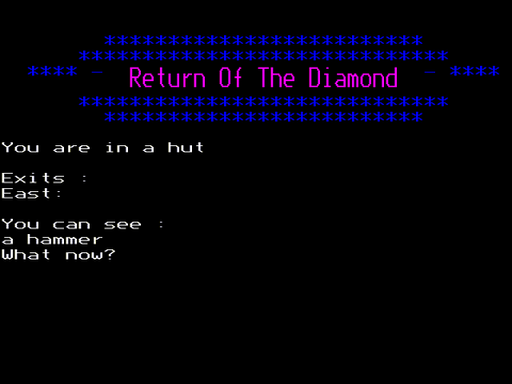 *************************
*****************************
**** - Return Of The Diamond - ****
*****************************
*************************
You are in a hut
Exits :
East:
You can see :
a hammer
What now?